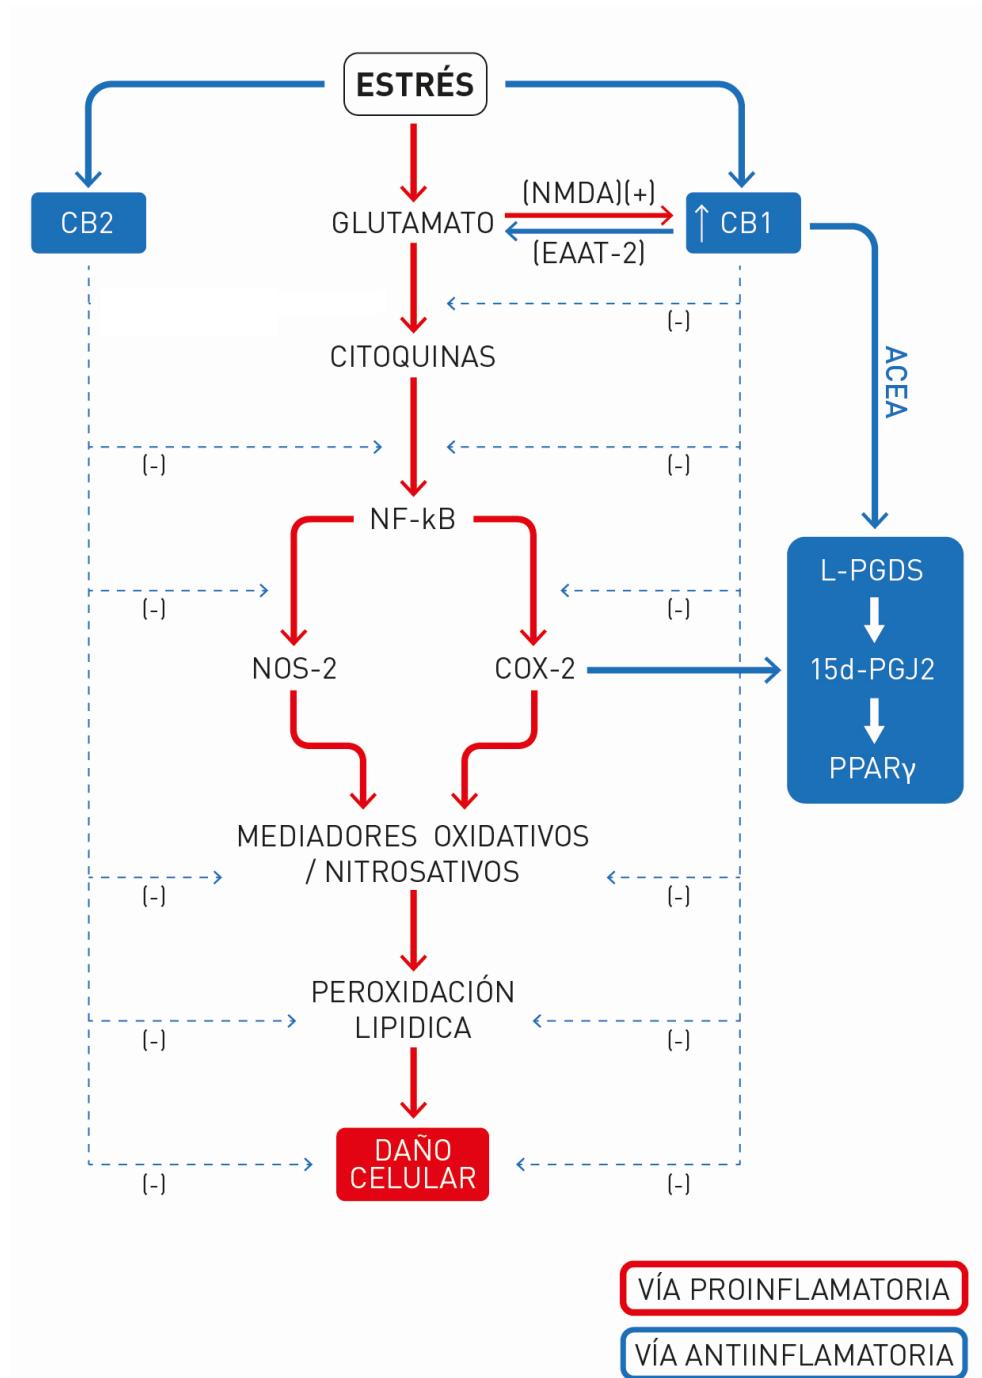 ESTRÉS
CB2
GLUTAMATO
(NMDA)(+)
(EAAT-2)
↑ CB1
(-)
CITOQUINAS
ACEA
(-)
(-)
NF-kB
(-)
(-)
L-PGDS
NOS-2
COX-2
15d-PGJ2
PPARγ
MEDIADORES OXIDATIVOS
/ NITROSATIVOS
(-)
(-)
PEROXIDACIÓN
LIPIDICA
(-)
(-)
DAÑO
CELULAR
(-)
(-)
VÍA PROINFLAMATORIA
VÍA ANTIINFLAMATORIA